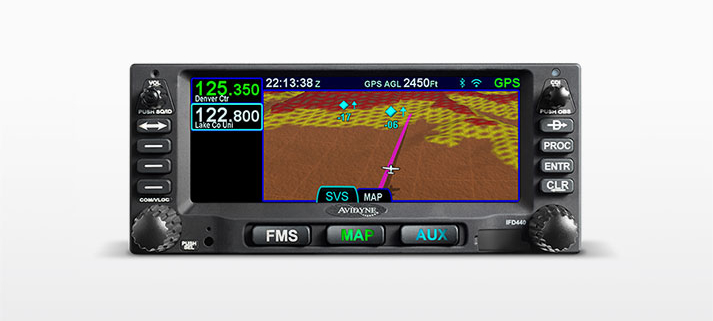 VOL
PUSH SQ/ID
COM/VLOC
PUSH
SEL
125.350
Denver Ctr
122.800
Lake Co Uni
22:13:38 Z
GPS AGL 2450Ft
GPS
-17
-06
SVS
MAP
AVIDYNE
FMS
MAP
AUX
CDI
PUSH OBS
D
PROC
ENTR
CLR
IFD440